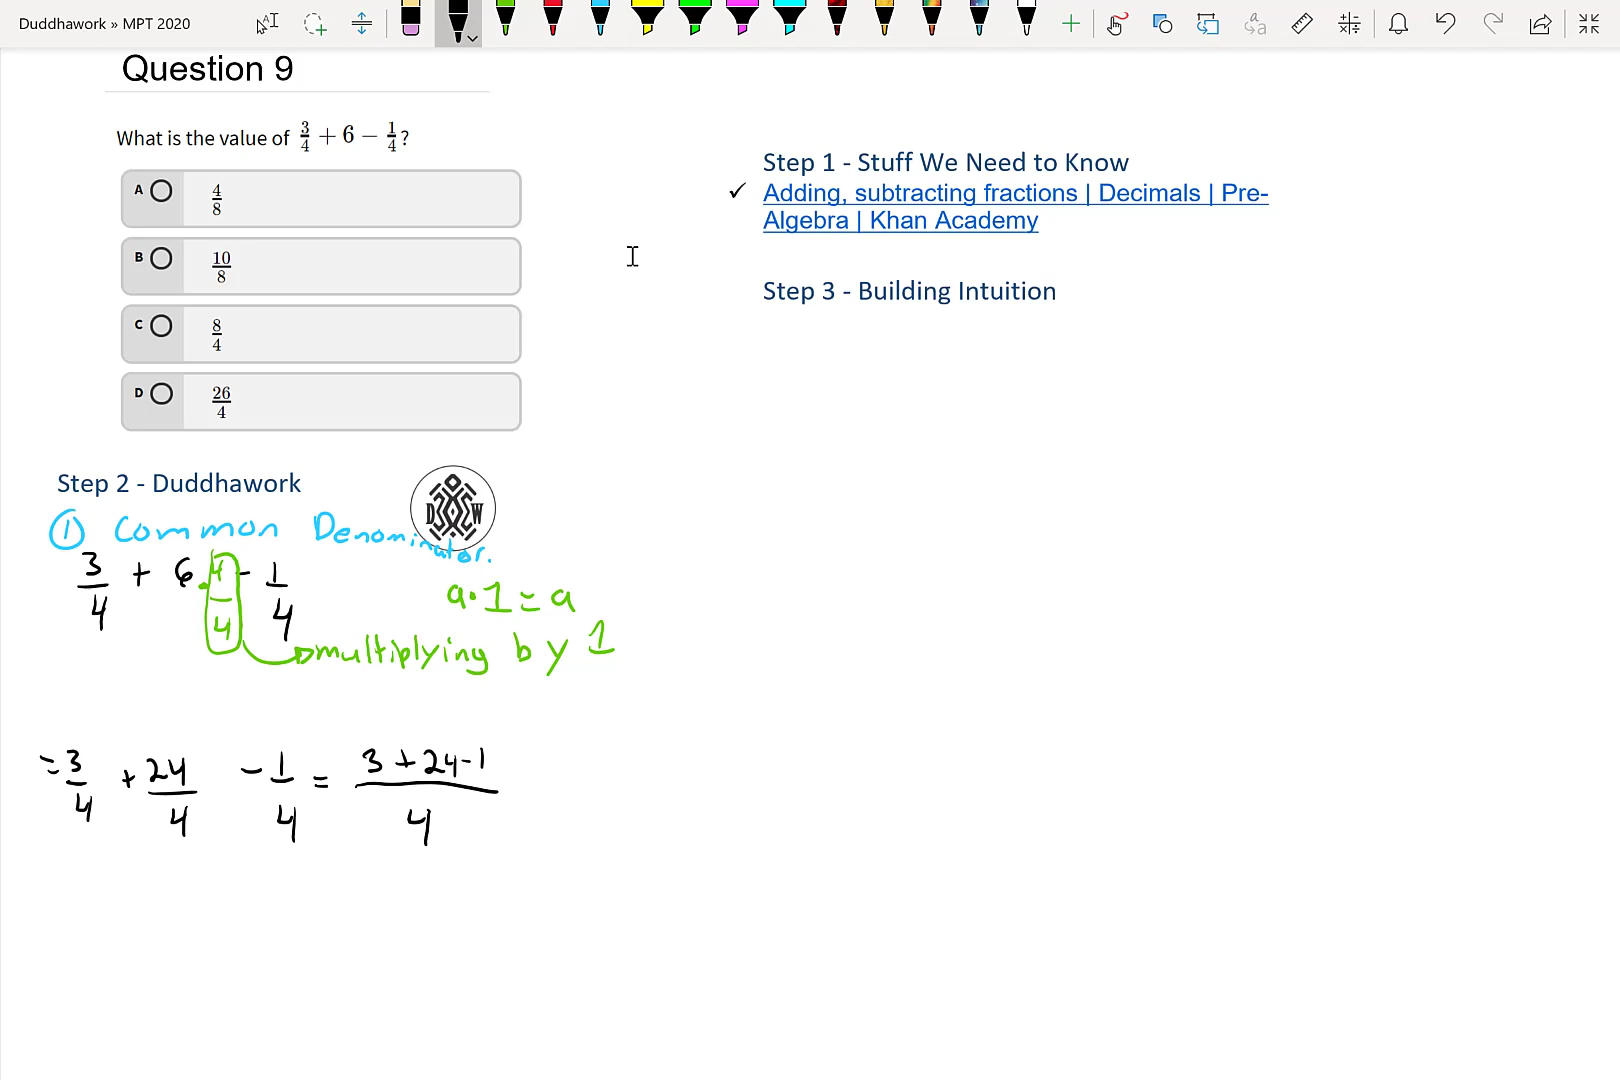 Duddhawork » MPT 2020
Question 9
What is the value of 3/4 + 6 − 1/4?
A 4/8
B 10/8
C 8/4
D 26/4
Step 1 - Stuff We Need to Know
✓ Adding, subtracting fractions | Decimals | Pre-
Algebra | Khan Academy
Step 3 - Building Intuition
Step 2 - Duddhawork
D W
① Common Denominator.
3/4 + 6 · 4/4 - 1/4
a·1 = a
multiplying by 1
= 3/4 + 24/4 - 1/4 = (3+24-1)/4